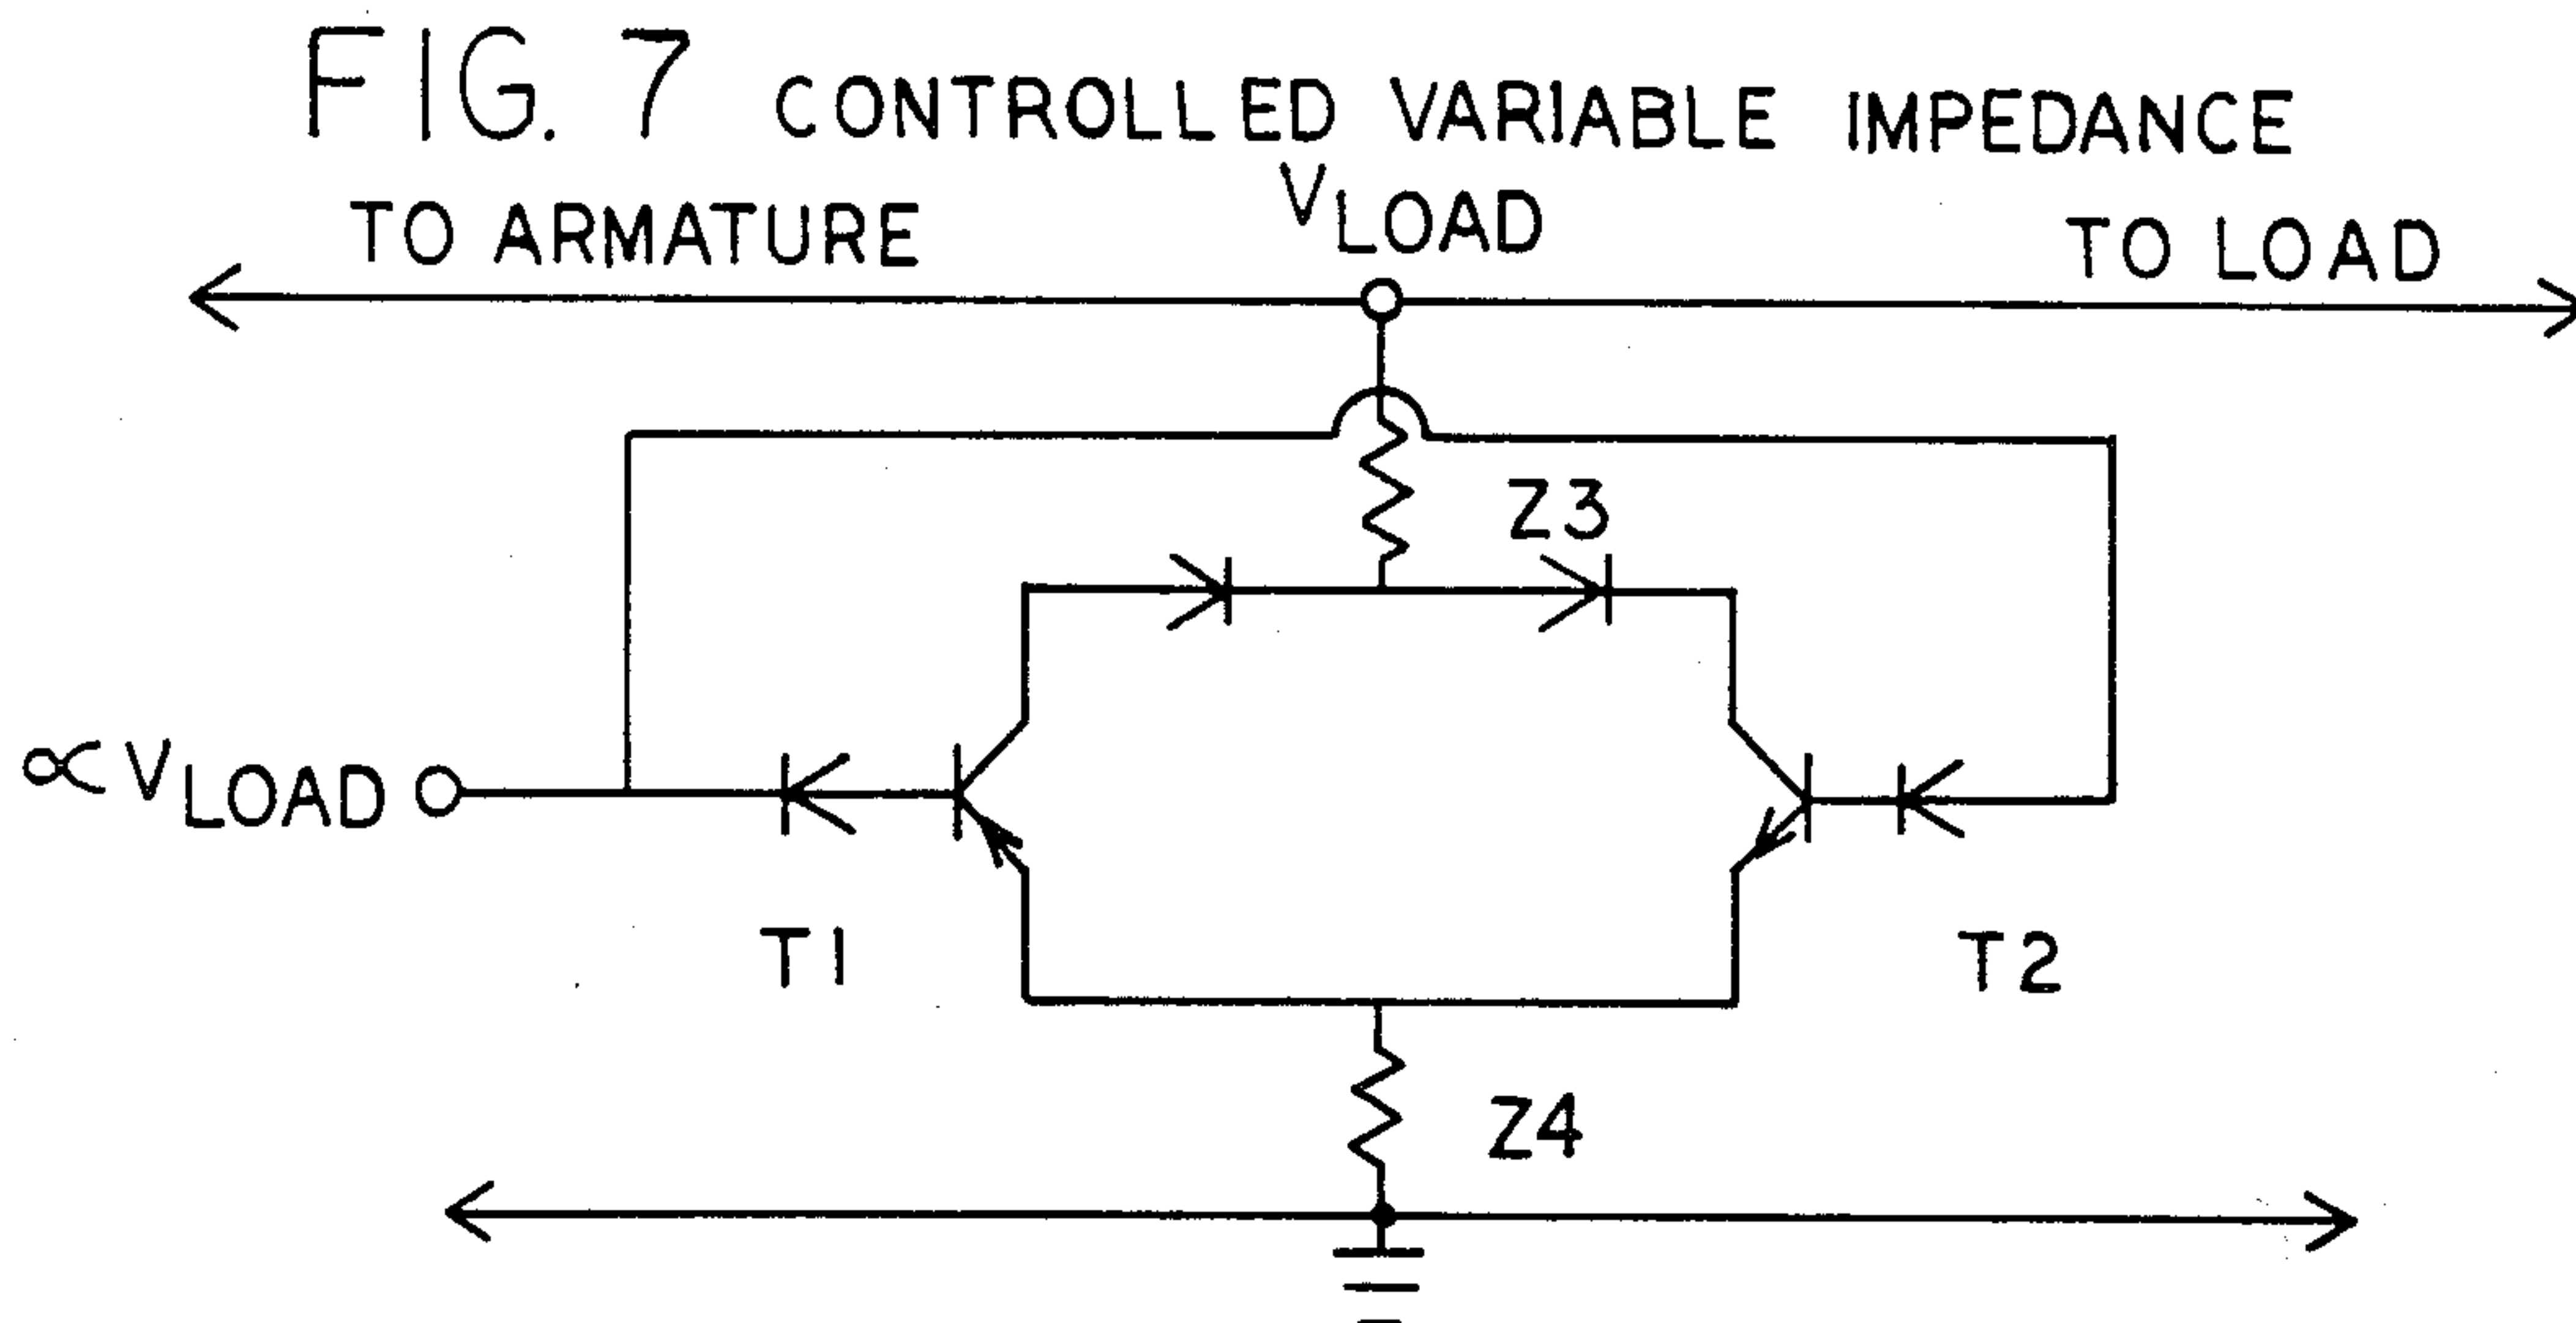 FIG. 7 CONTROLLED VARIABLE IMPEDANCE
TO ARMATURE
VLOAD
TO LOAD
Z3
∝ VLOAD
T1
T2
Z4